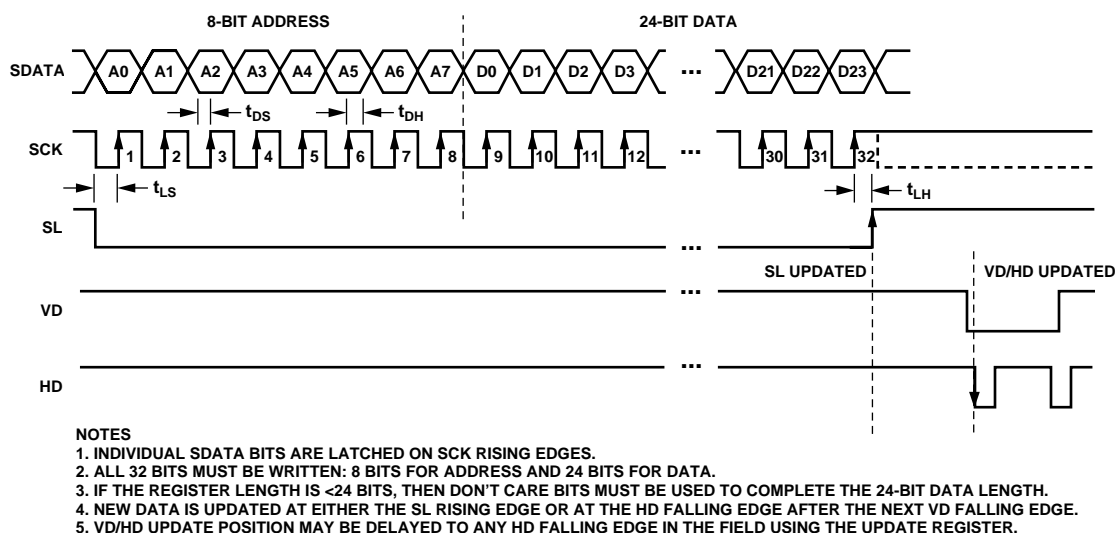 8-BIT ADDRESS 24-BIT DATA
SDATA A0 A1 A2 A3 A4 A5 A6 A7 D0 D1 D2 D3 ... D21 D22 D23
tDS tDH
SCK 1 2 3 4 5 6 7 8 9 10 11 12 ... 30 31 32
tLS tLH
SL ...
SL UPDATED VD/HD UPDATED
VD ...
HD ...
NOTES
1. INDIVIDUAL SDATA BITS ARE LATCHED ON SCK RISING EDGES.
2. ALL 32 BITS MUST BE WRITTEN: 8 BITS FOR ADDRESS AND 24 BITS FOR DATA.
3. IF THE REGISTER LENGTH IS <24 BITS, THEN DON'T CARE BITS MUST BE USED TO COMPLETE THE 24-BIT DATA LENGTH.
4. NEW DATA IS UPDATED AT EITHER THE SL RISING EDGE OR AT THE HD FALLING EDGE AFTER THE NEXT VD FALLING EDGE.
5. VD/HD UPDATE POSITION MAY BE DELAYED TO ANY HD FALLING EDGE IN THE FIELD USING THE UPDATE REGISTER.